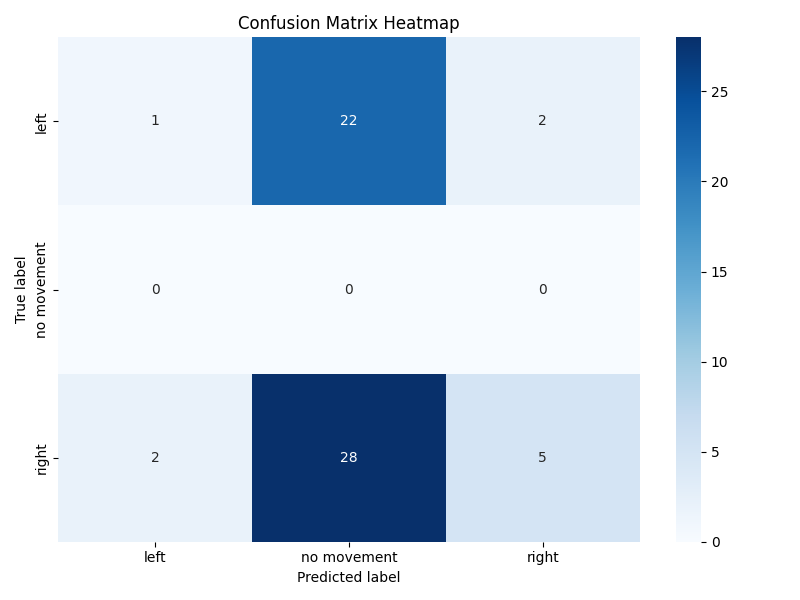 Confusion Matrix Heatmap
True label
left
1 22 2
no movement
0 0 0
right
2 28 5
left no movement right
Predicted label
25
20
15
10
5
0